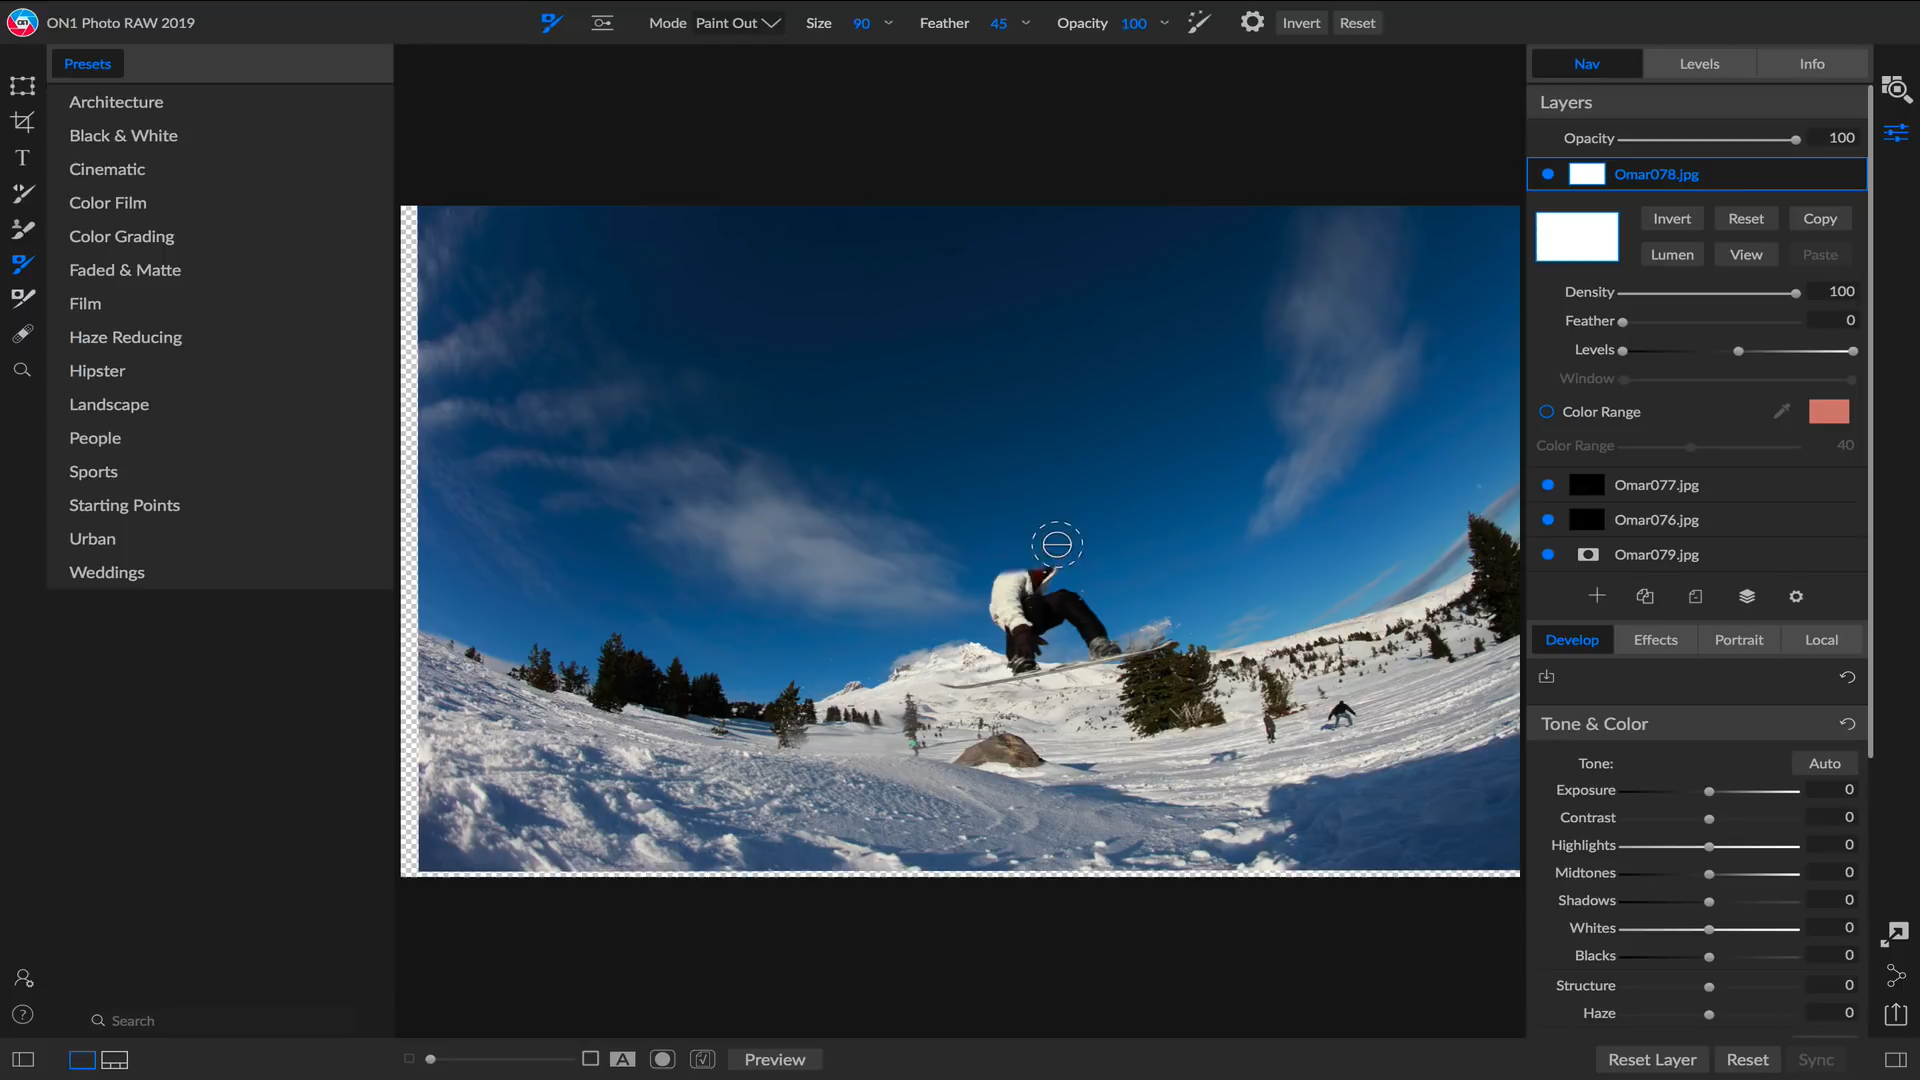 ON1 Photo RAW 2019
Mode Paint Out Size 90 Feather 45 Opacity 100 Invert Reset
Presets
Architecture
Black & White
Cinematic
Color Film
Color Grading
Faded & Matte
Film
Haze Reducing
Hipster
Landscape
People
Sports
Starting Points
Urban
Weddings
Search
Preview
Nav Levels Info
Layers
Opacity 100
Omar078.jpg
Invert Reset Copy
Lumen View Paste
Density 100
Feather 0
Levels
Window
Color Range
Color Range 40
Omar077.jpg
Omar076.jpg
Omar079.jpg
Develop Effects Portrait Local
Tone & Color
Tone: Auto
Exposure 0
Contrast 0
Highlights 0
Midtones 0
Shadows 0
Whites 0
Blacks 0
Structure 0
Haze 0
Reset Layer Reset Sync